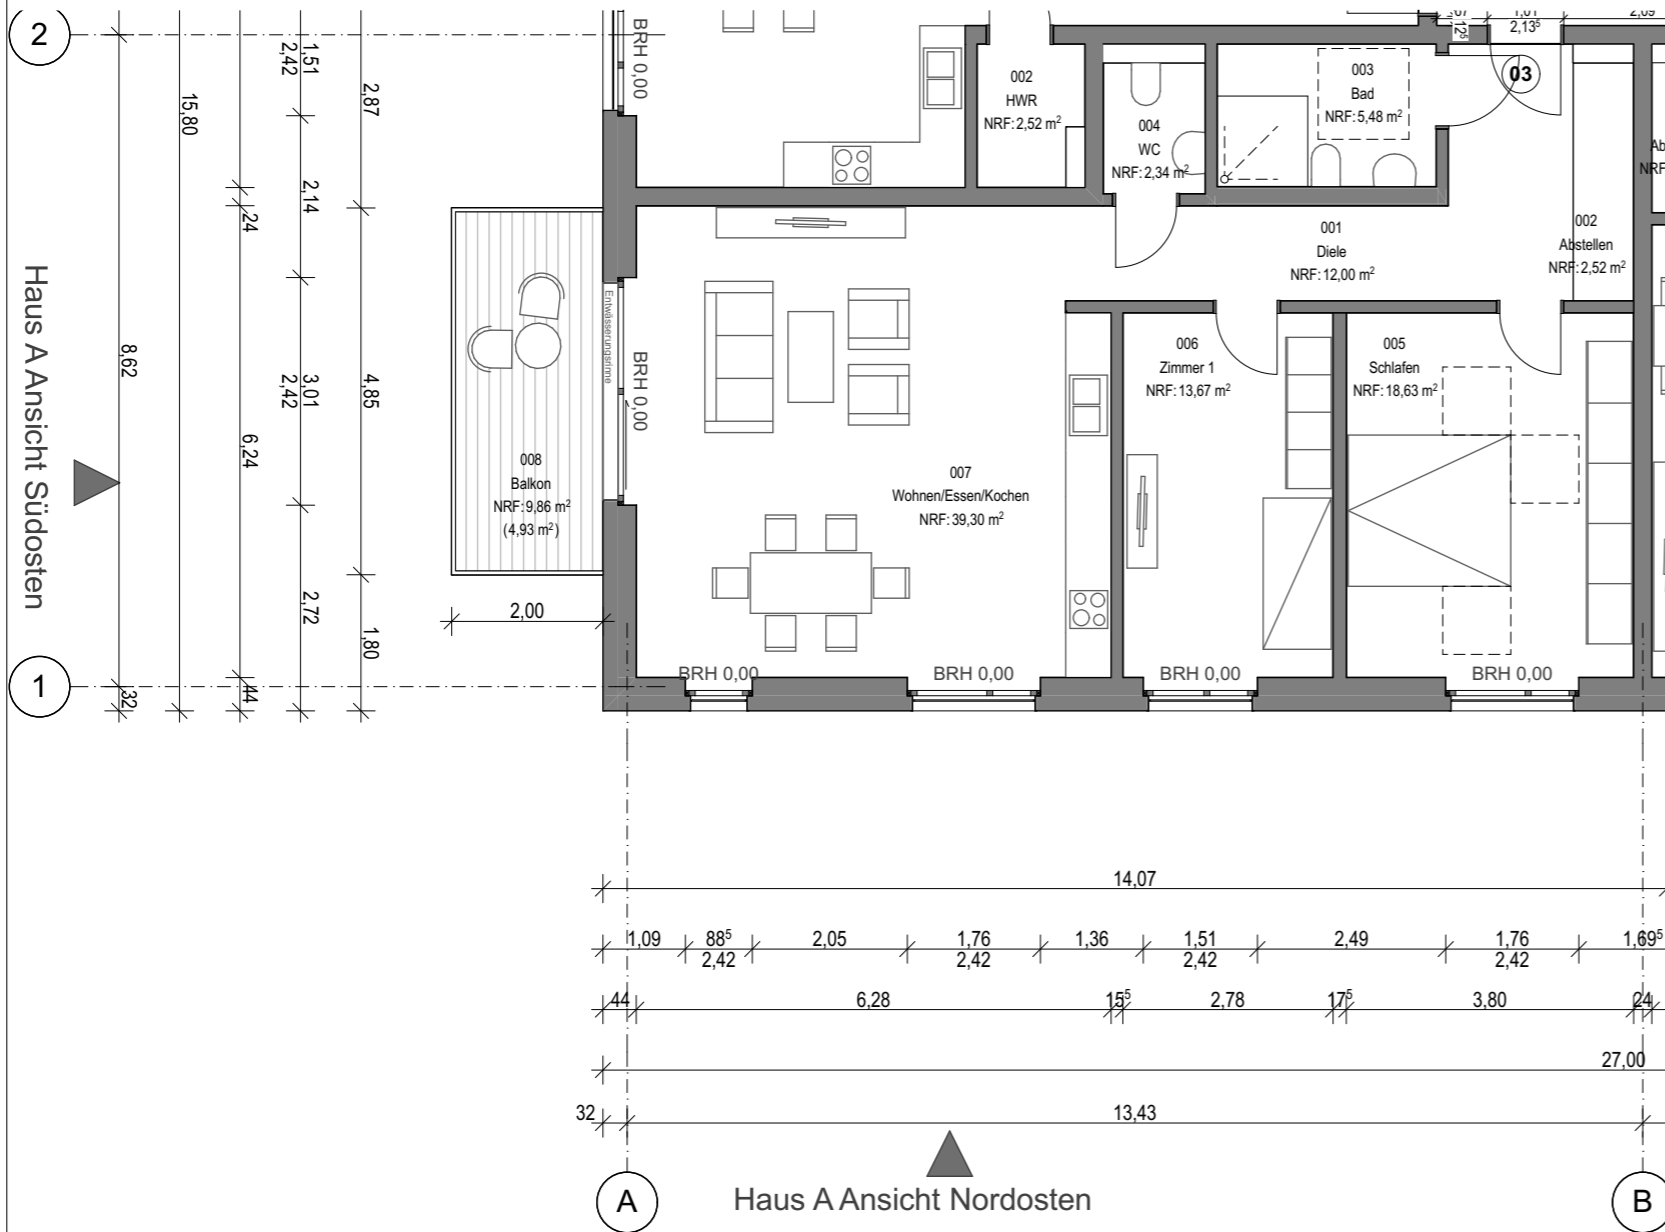 2
1
Haus A Ansicht Südosten
8,62
32
15,80
24
6,24
44
1,51
2,42
2,14
3,01
2,42
2,72
2,87
4,85
1,80
BRH 0,00
002
HWR
NRF: 2,52 m²
004
WC
NRF: 2,34 m²
003
Bad
NRF: 5,48 m²
03
12⁵
2,13⁵
001
Diele
NRF: 12,00 m²
002
Abstellen
NRF: 2,52 m²
Entwässerungsrinne
BRH 0,00
008
Balkon
NRF: 9,86 m²
(4,93 m²)
2,00
007
Wohnen/Essen/Kochen
NRF: 39,30 m²
006
Zimmer 1
NRF: 13,67 m²
005
Schlafen
NRF: 18,63 m²
BRH 0,00 BRH 0,00 BRH 0,00 BRH 0,00
14,07
1,09 88⁵ 2,05 1,76 1,36 1,51 2,49 1,76 1,69⁵
2,42 2,42 2,42 2,42
44 6,28 15⁵ 2,78 17⁵ 3,80 24
27,00
32 13,43
A B
Haus A Ansicht Nordosten